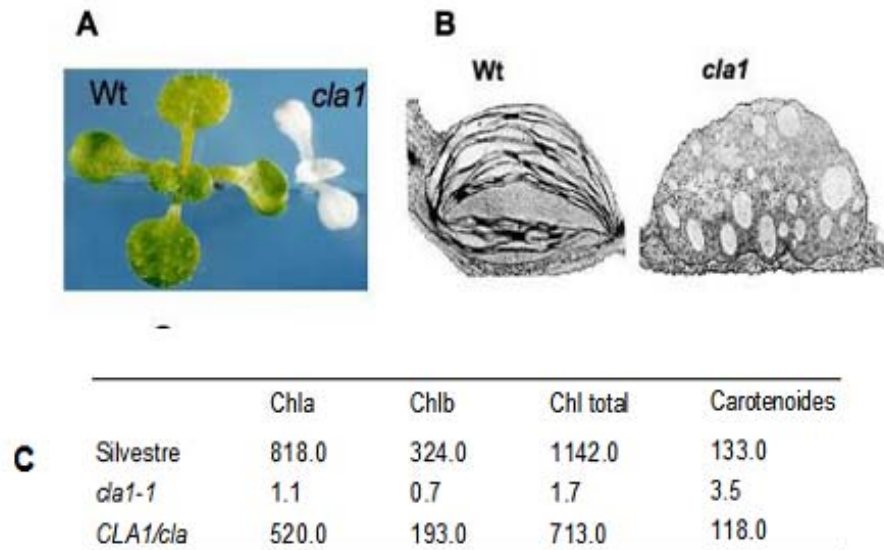 A
B
Wt
cla1
Wt
cla1
C
Chla Chlb Chl total Carotenoides
Silvestre 818.0 324.0 1142.0 133.0
cla1-1 1.1 0.7 1.7 3.5
CLA1/cla 520.0 193.0 713.0 118.0